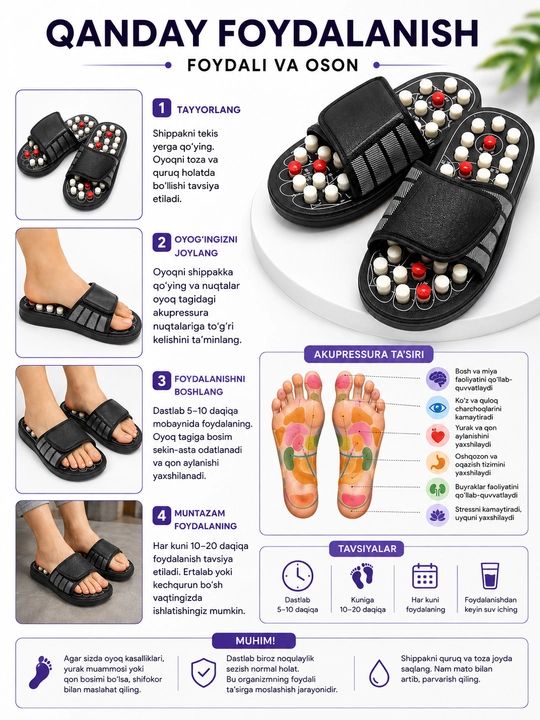 QANDAY FOYDALANISH
FOYDALI VA OSON
1 TAYYORLANG
Shippakni tekis
yerga qo'ying.
Oyoqni toza va
quruq holatda
bo'llishi tavsiya
etiladi.
2 OYOG'INGIZNI
JOYLANG
Oyoqni shippakka
qo'ying va nuqtalar
oyoq tagidagi
akupressura
nuqtalariga to'g'ri
kelishini ta'minlang.
3 FOYDALANISHNI
BOSHLANG
Dastlab 5–10 daqiqa
mobaynida foydalaning.
Oyoq tagiga bosim
sekin-asta odatlanadi
va qon aylanishi
yaxshilanadi.
4 MUNTAZAM
FOYDALANING
Har kuni 10–20 daqiqa
foydalanish tavsiya
etiladi. Ertalab yoki
kechqurun bo'sh
vaqtingizda
ishlatishingiz mumkin.
AKUPRESSURA TA'SIRI
Bosh va miya
faoliyatini qo'llab-
quvvatlaydi
Ko'z va quloq
charchoqlarini
kamaytiradi
Yurak va qon
aylanishini
yaxshilaydi
Oshqozon va
oqazish tizimini
yaxshilaydi
Buyraklar faoliyatini
qo'llab-quvvatlaydi
Stressni kamaytiradi,
uyquni yaxshilaydi
TAVSIYALAR
Dastlab
5–10 daqiqa
Kuniga
10–20 daqiqa
Har kuni
foydalaning
Foydalanishdan
keyin suv iching
MUHIM!
Agar sizda oyoq kasalliklari,
yurak muammosi yoki
qon bosimi bo'lsa, shifokor
bilan maslahat qiling.
Dastlab biroz noqulaylik
sezish normal holat.
Bu organizmning foydali
ta'sirga moslashish jarayonidir.
Shippakni quruq va toza joyda
saqlang. Nam mato bilan
artib, parvarish qiling.